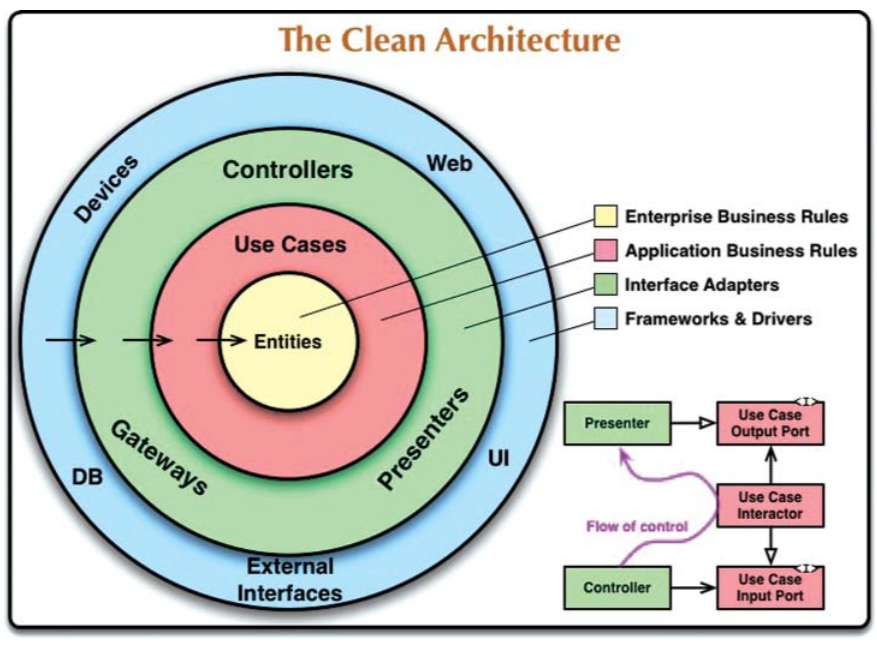 The Clean Architecture
Devices
Web
Controllers
Use Cases
Entities
Gateways
Presenters
DB
UI
External
Interfaces
Enterprise Business Rules
Application Business Rules
Interface Adapters
Frameworks & Drivers
Presenter
<I>
Use Case
Output Port
Use Case
Interactor
Flow of control
Controller
<I>
Use Case
Input Port